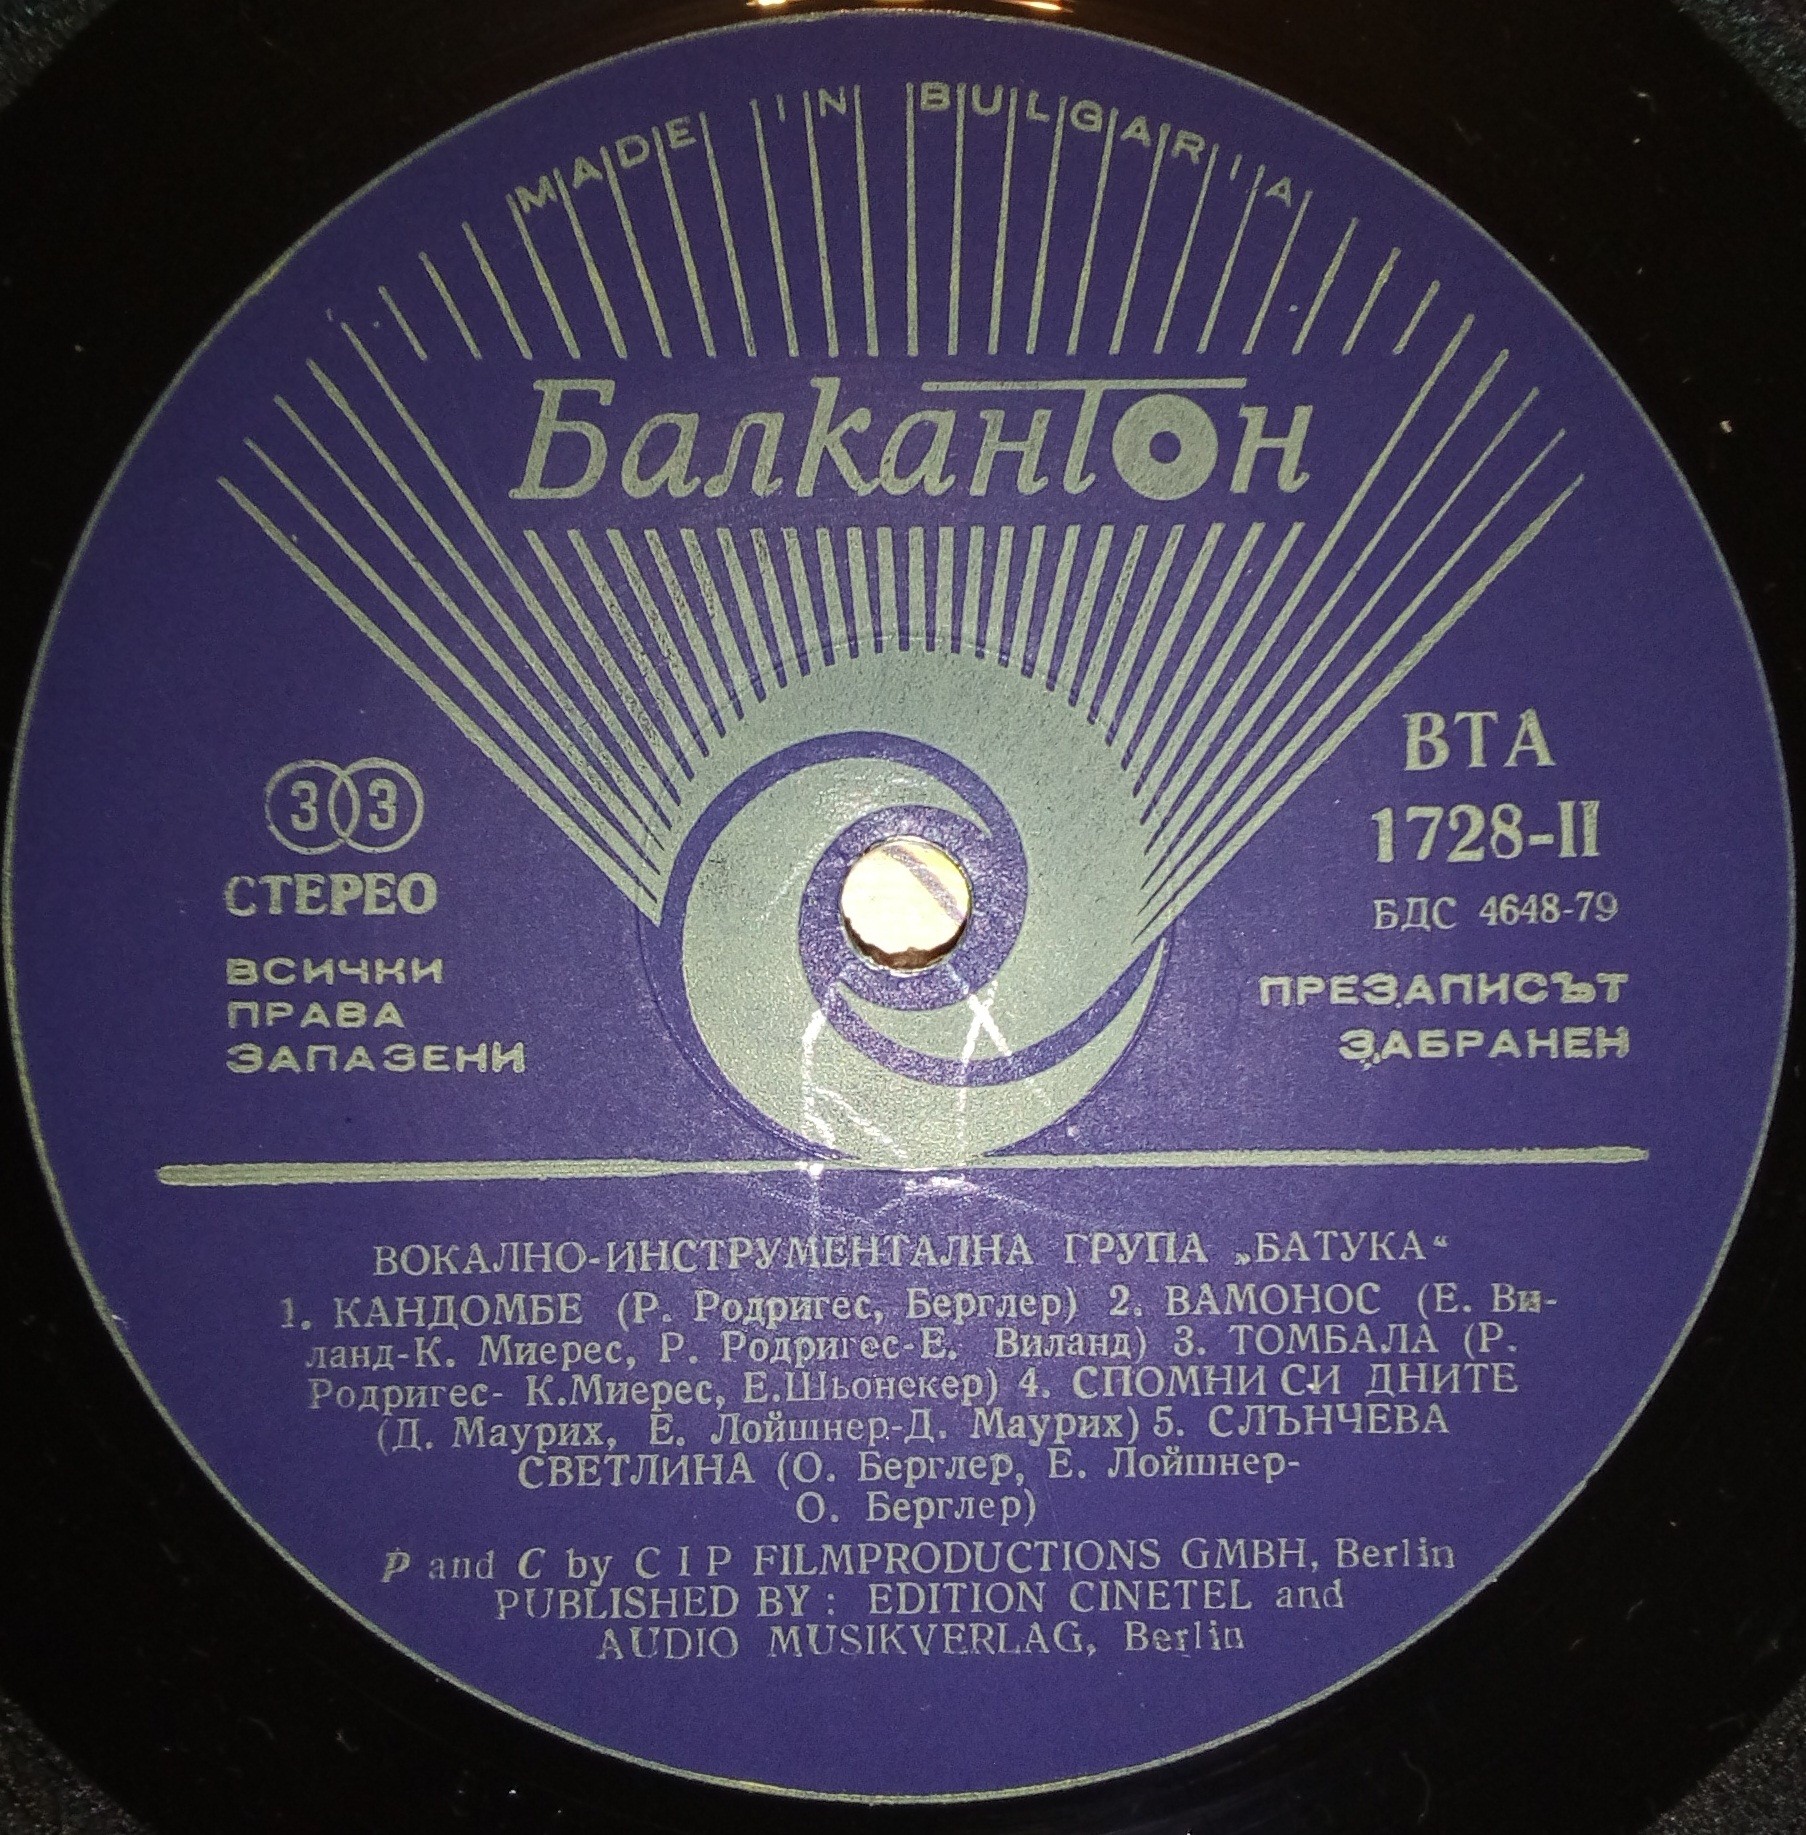 MADE IN BULGARIA
Балкантон
33
СТЕРЕО
ВСИЧКИ
ПРАВА
ЗАПАЗЕНИ
ВТА
1728-II
БДС 4648-79
ПРЕЗАПИСЪТ
ЗАБРАНЕН
ВОКАЛНО-ИНСТРУМЕНТАЛНА ГРУПА „БАТУКА“
1. КАНДОМБЕ (Р. Родригес, Берглер) 2. ВАМОНОС (Е. Ви-
ланд-К. Миерес, Р. Родригес-Е. Виланд) 3. ТОМБАЛА (Р.
Родригес- К.Миерес, Е.Шьонекер) 4. СПОМНИ СИ ДНИТЕ
(Д. Маурих, Е. Лойшнер-Д. Маурих) 5. СЛЪНЧЕВА
СВЕТЛИНА (О. Берглер, Е. Лойшнер-
О. Берглер)
P and C by C I P FILMPRODUCTIONS GMBH, Berlin
PUBLISHED BY : EDITION CINETEL and
AUDIO MUSIKVERLAG, Berlin